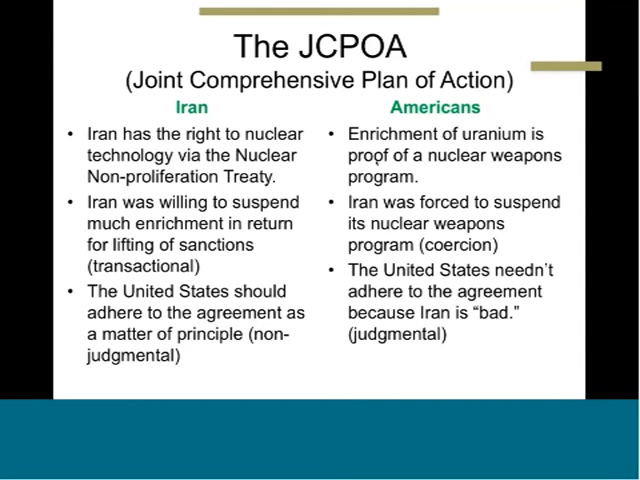 The JCPOA
(Joint Comprehensive Plan of Action)
Iran
• Iran has the right to nuclear
technology via the Nuclear
Non-proliferation Treaty.
• Iran was willing to suspend
much enrichment in return
for lifting of sanctions
(transactional)
• The United States should
adhere to the agreement as
a matter of principle (non-
judgmental)
Americans
• Enrichment of uranium is
proof of a nuclear weapons
program.
• Iran was forced to suspend
its nuclear weapons
program (coercion)
• The United States needn't
adhere to the agreement
because Iran is “bad.”
(judgmental)